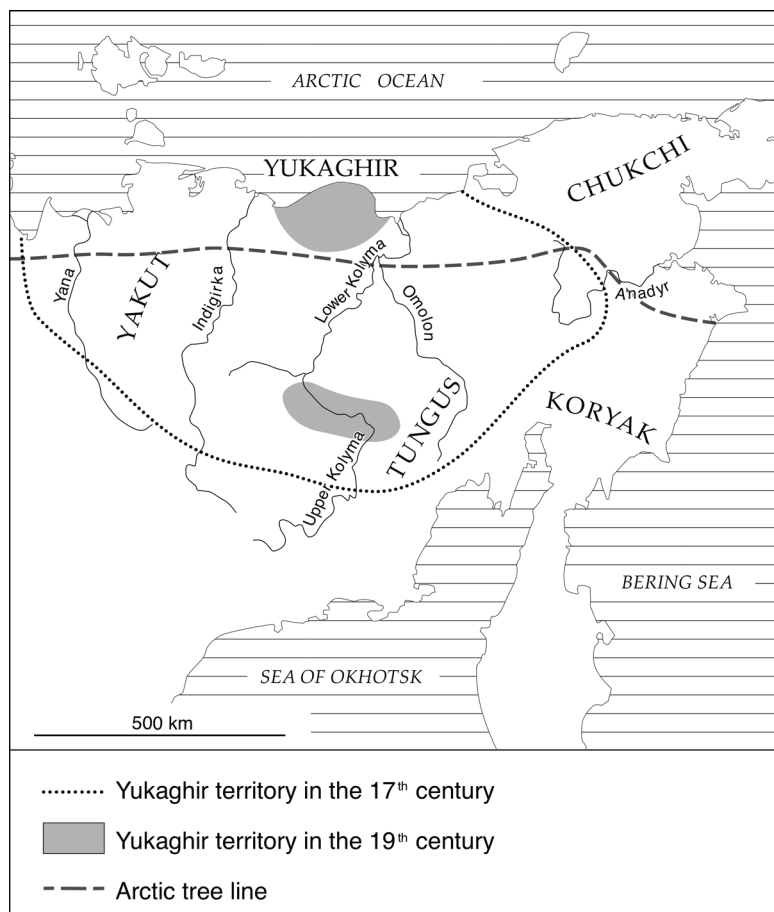 ARCTIC OCEAN
YUKAGHIR
CHUKCHI
YAKUT
Yana
Indigirka
Lower Kolyma
Omolon
Anadyr
TUNGUS
KORYAK
Upper Kolyma
BERING SEA
SEA OF OKHOTSK
500 km
Yukaghir territory in the 17th century
Yukaghir territory in the 19th century
Arctic tree line